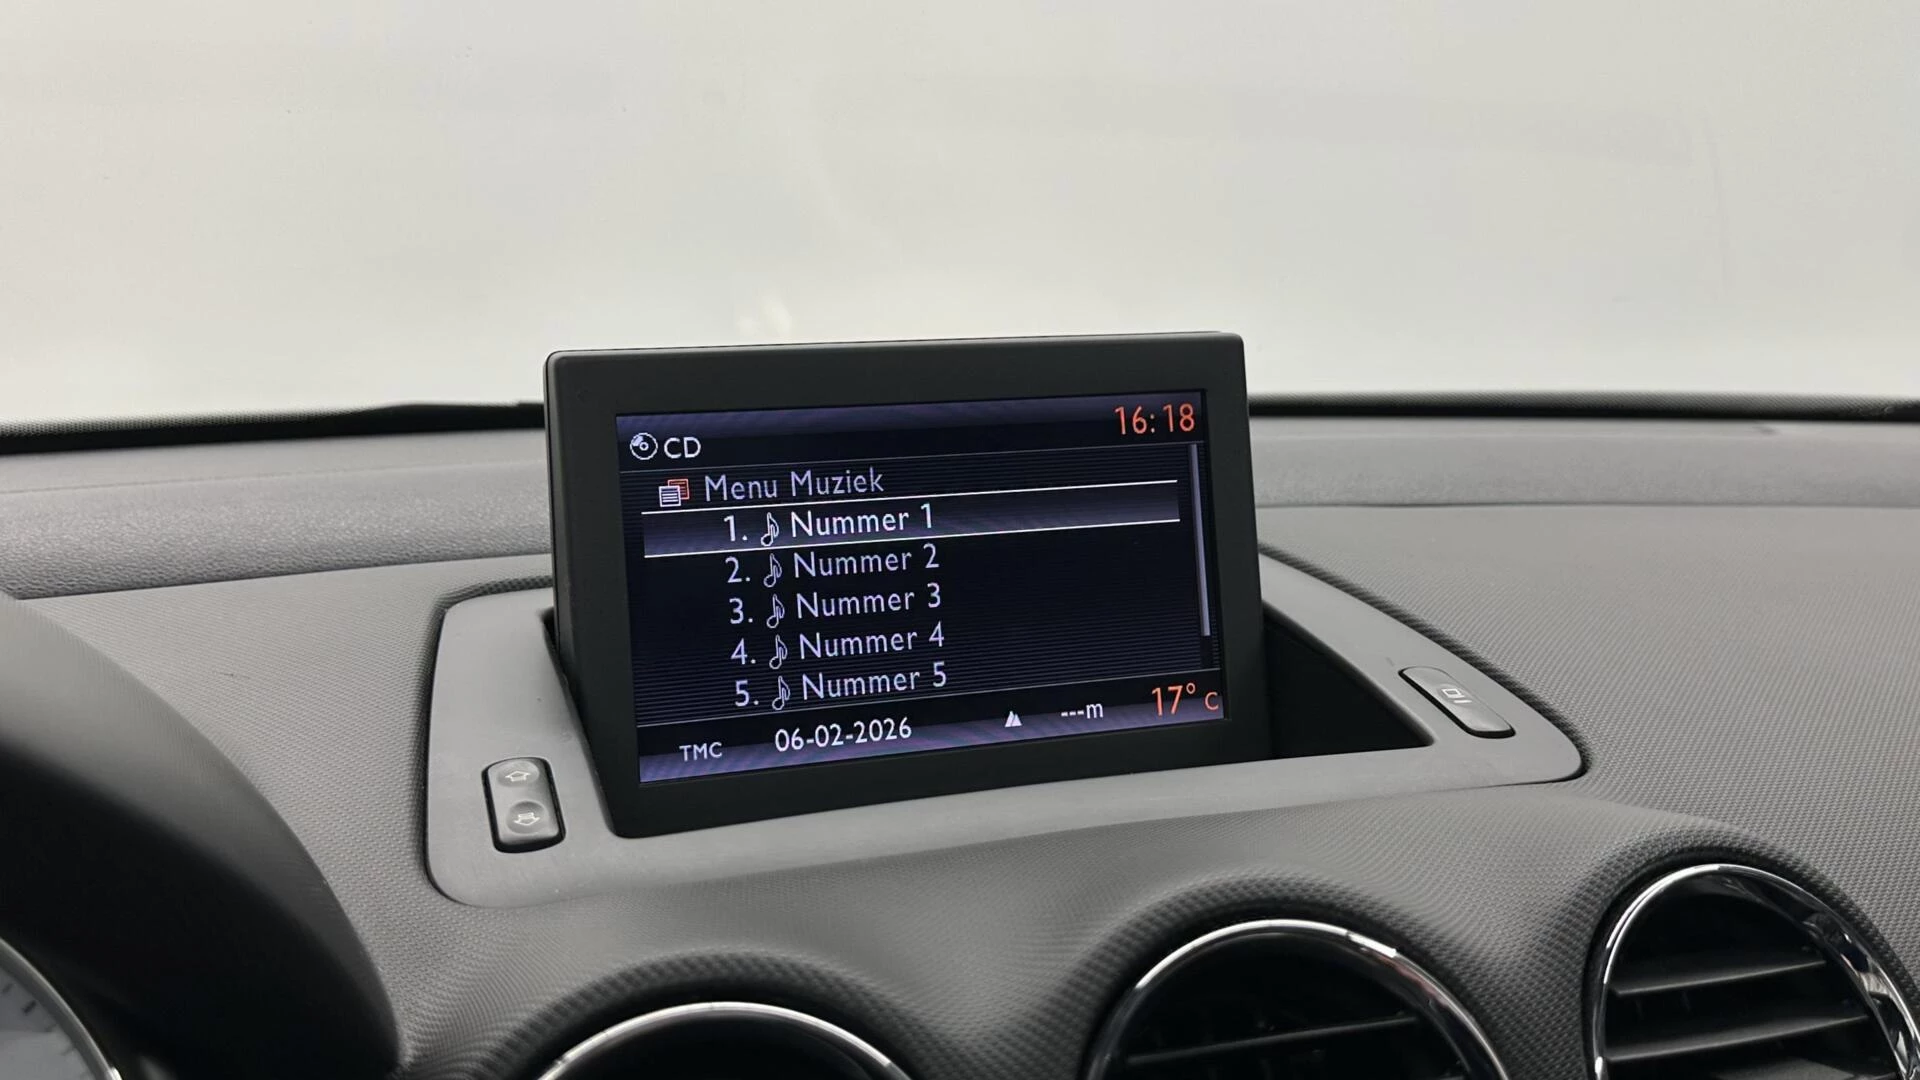 CD
16:18
Menu Muziek
1. Nummer 1
2. Nummer 2
3. Nummer 3
4. Nummer 4
5. Nummer 5
TMC 06-02-2026 ---m 17° C